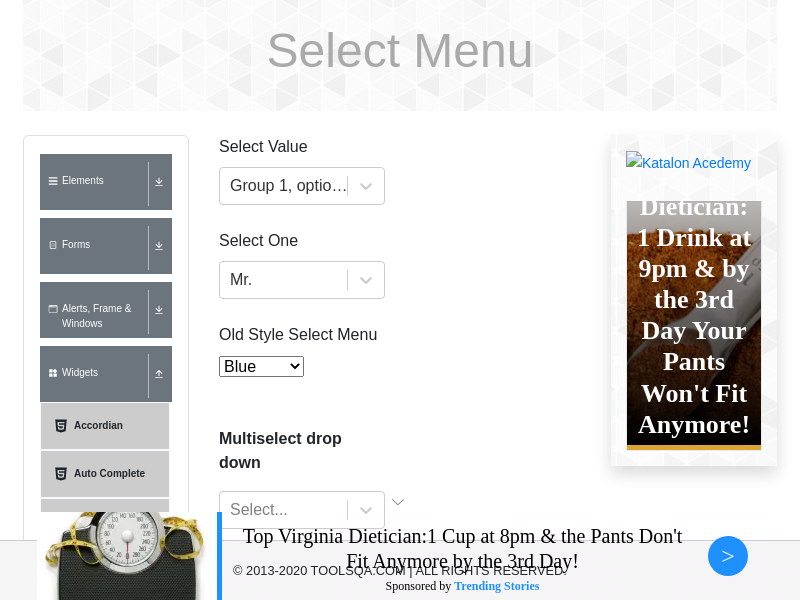 Select Menu
Elements
Forms
Alerts, Frame &
Windows
Widgets
Accordian
Auto Complete
Select Value
Group 1, optio...
Select One
Mr.
Old Style Select Menu
Blue
Multiselect drop
down
Select...
Katalon Acedemy
Dietician:
1 Drink at
9pm & by
the 3rd
Day Your
Pants
Won't Fit
Anymore!
Top Virginia Dietician:1 Cup at 8pm & the Pants Don't
Fit Anymore by the 3rd Day!
© 2013-2020 TOOLSQA.COM | ALL RIGHTS RESERVED.
Sponsored by Trending Stories
>